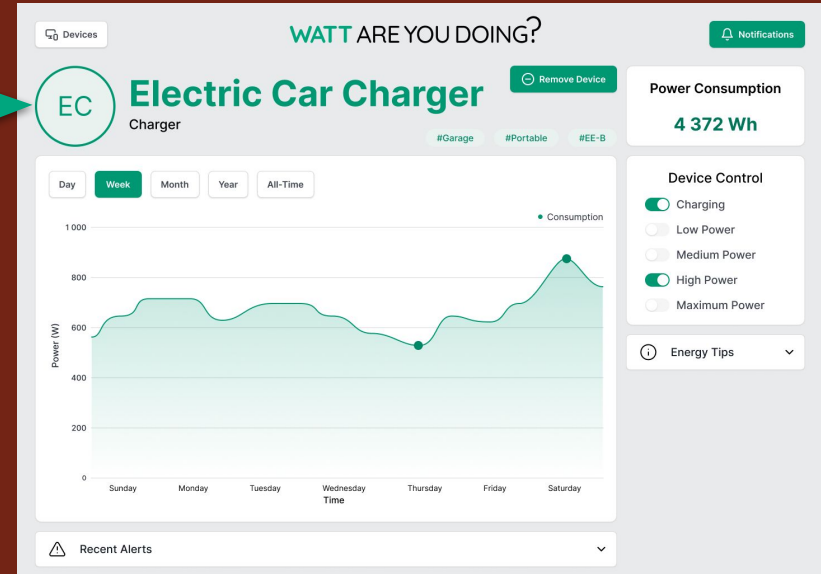 Devices
WATT ARE YOU DOING?
Notifications
EC
Electric Car Charger
Charger
Remove Device
#Garage #Portable #EE-B
Power Consumption
4 372 Wh
Day Week Month Year All-Time
Consumption
1 000
800
600
400
200
0
Power (W)
Sunday Monday Tuesday Wednesday Thursday Friday Saturday
Time
Device Control
Charging
Low Power
Medium Power
High Power
Maximum Power
Energy Tips
Recent Alerts